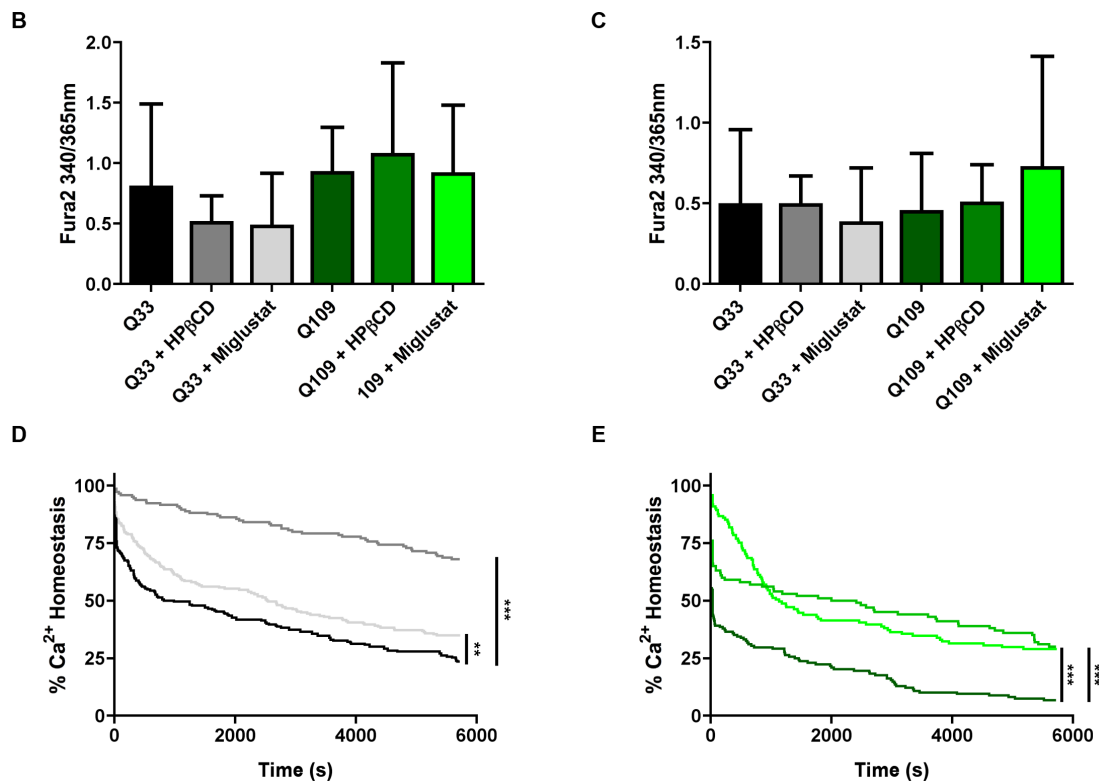 B
Fura2 340/365nm
2.0
1.5
1.0
0.5
0.0
Q33
Q33 + HPβCD
Q33 + Miglustat
Q109
Q109 + HPβCD
109 + Miglustat
C
Fura2 340/365nm
1.5
1.0
0.5
0.0
Q33
Q33 + HPβCD
Q33 + Miglustat
Q109
Q109 + HPβCD
Q109 + Miglustat
D
% Ca²⁺ Homeostasis
100
75
50
25
0
0 2000 4000 6000
Time (s)
**
***
E
% Ca²⁺ Homeostasis
100
75
50
25
0
0 2000 4000 6000
Time (s)
***
***